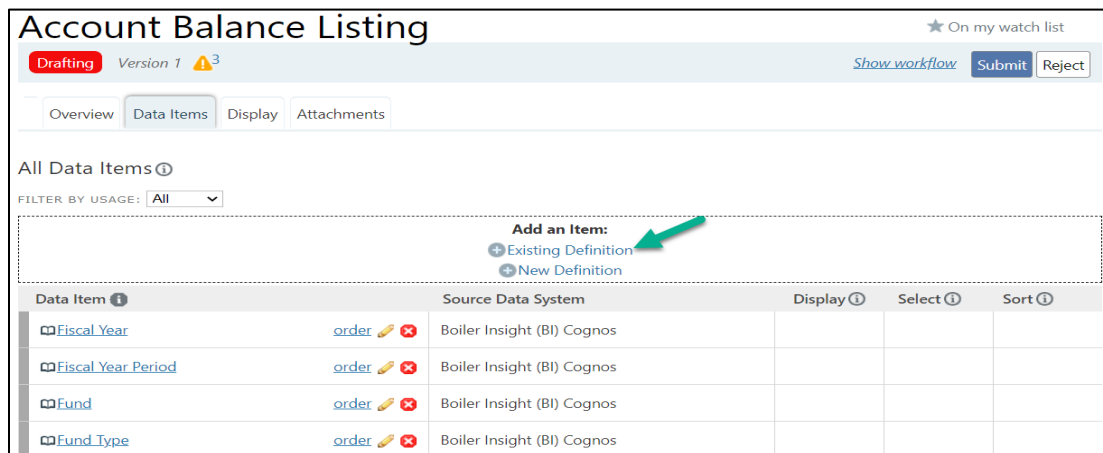 Account Balance Listing
On my watch list
Drafting Version 1 3 Show workflow Submit Reject
Overview Data Items Display Attachments
All Data Items
FILTER BY USAGE: All
Add an Item:
Existing Definition
New Definition
Data Item Source Data System Display Select Sort
Fiscal Year order Boiler Insight (BI) Cognos
Fiscal Year Period order Boiler Insight (BI) Cognos
Fund order Boiler Insight (BI) Cognos
Fund Type order Boiler Insight (BI) Cognos